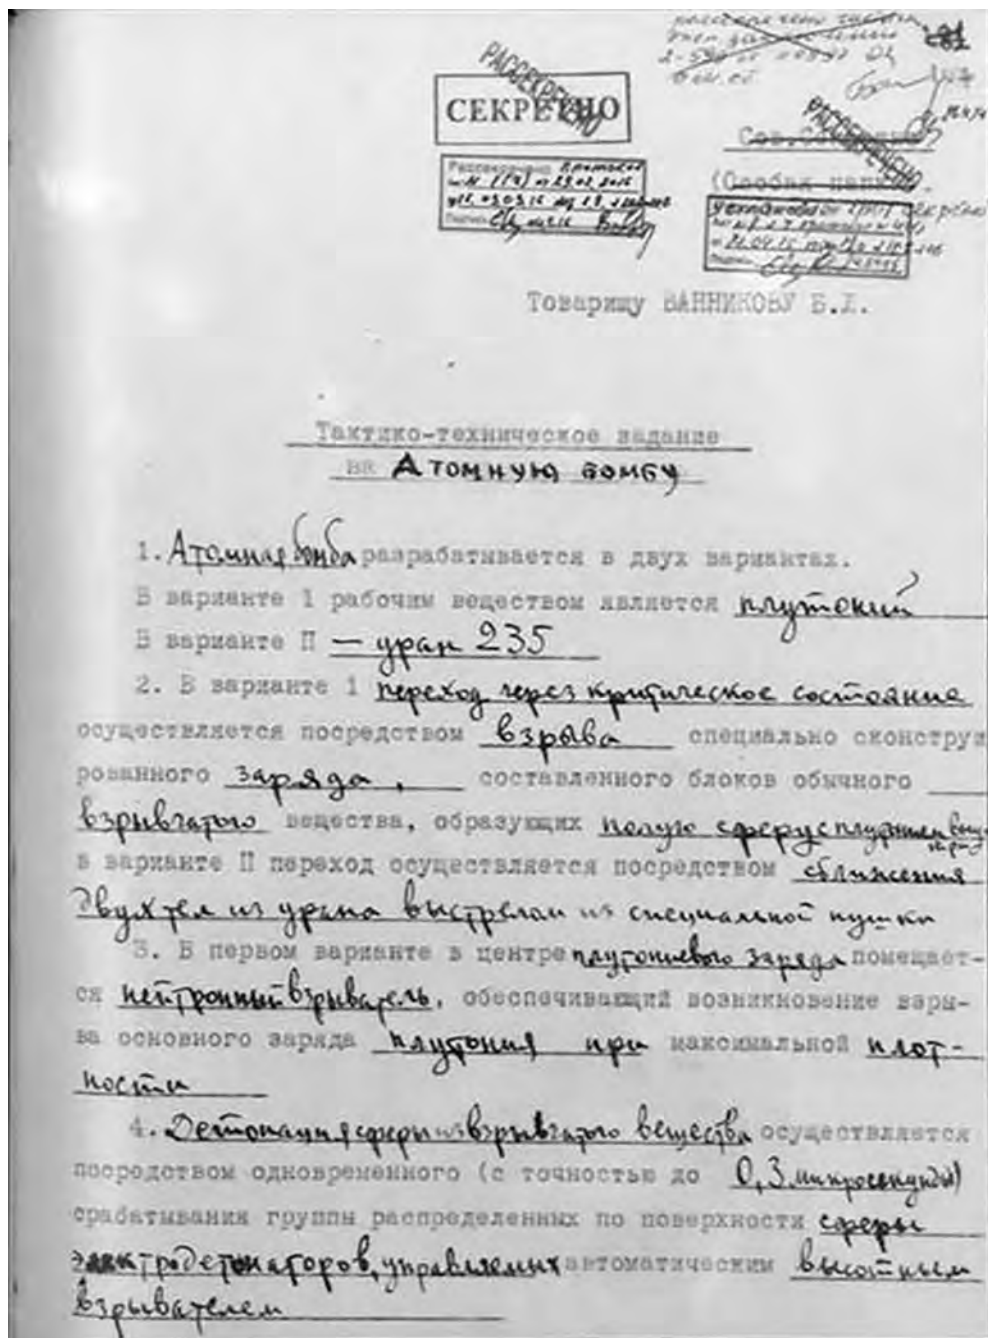 РАССЕКРЕЧЕНО
СЕКРЕТНО
РАССЕКРЕЧЕНО
Рассекречено
Товарищу ВАННИКОВУ Б.Л.
Тактико-техническое задание
на Атомную бомбу
1. Атомная бомба разрабатывается в двух вариантах.
В варианте 1 рабочим веществом является плутоний
В варианте П — уран 235
2. В варианте 1 переход через критическое состояние
осуществляется посредством взрыва специально сконструи
рованного заряда, составленного блоков обычного
взрывчатого вещества, образующих полую сферу с плутонием
в варианте П переход осуществляется посредством сближения
двух тел из урана выстрелом из специальной пушки
3. В первом варианте в центре плутониевого заряда помещает-
ся нейтронный взрыватель, обеспечивающий возникновение взры-
ва основного заряда плутония при максимальной плот-
ности
4. Детонация сферы из взрывчатого вещества осуществляется
посредством одновременного (с точностью до 0,3 микросекунды)
срабатывания группы распределенных по поверхности сферы
электродетонаторов, управляемых автоматическим высотным
взрывателем